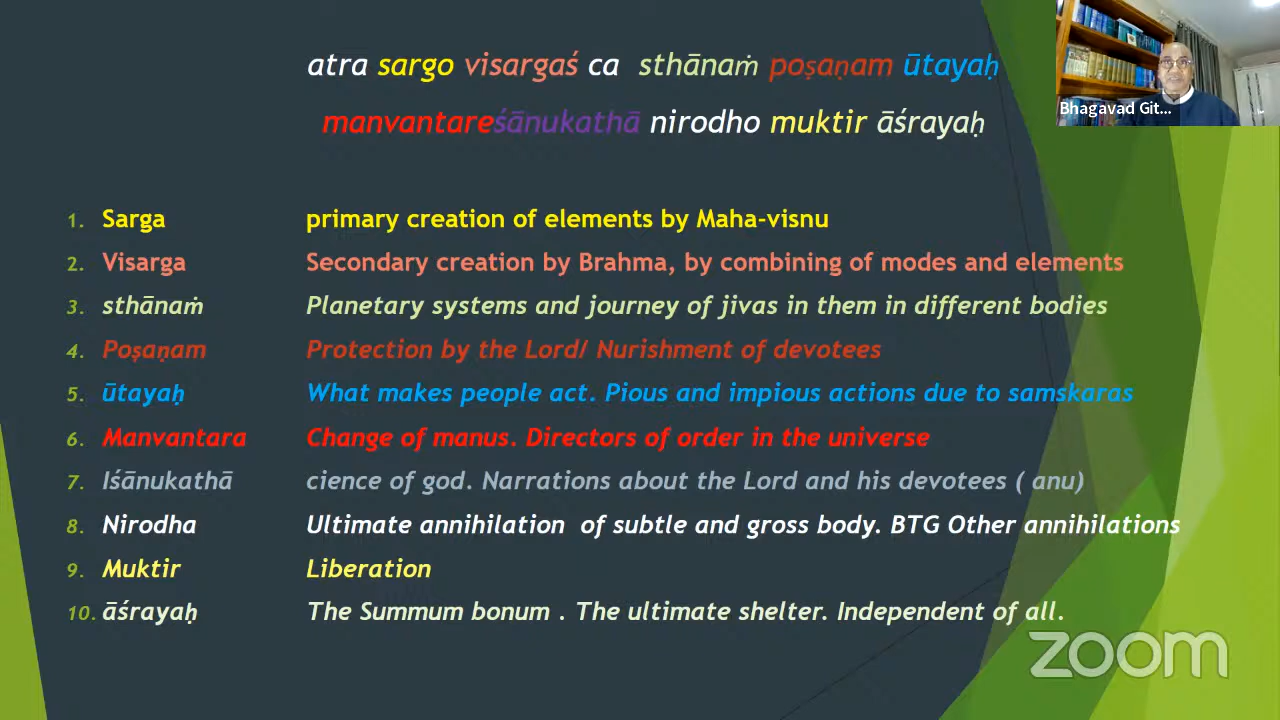 atra sargo visargaś ca sthānaṁ poṣaṇam ūtayaḥ
manvantareśānukathā nirodho muktir āśrayaḥ
Bhagavad Git...
1. Sarga primary creation of elements by Maha-visnu
2. Visarga Secondary creation by Brahma, by combining of modes and elements
3. sthānaṁ Planetary systems and journey of jivas in them in different bodies
4. Poṣaṇam Protection by the Lord/ Nurishment of devotees
5. ūtayaḥ What makes people act. Pious and impious actions due to samskaras
6. Manvantara Change of manus. Directors of order in the universe
7. Iśānukathā cience of god. Narrations about the Lord and his devotees ( anu)
8. Nirodha Ultimate annihilation of subtle and gross body. BTG Other annihilations
9. Muktir Liberation
10. āśrayaḥ The Summum bonum . The ultimate shelter. Independent of all.
zoom